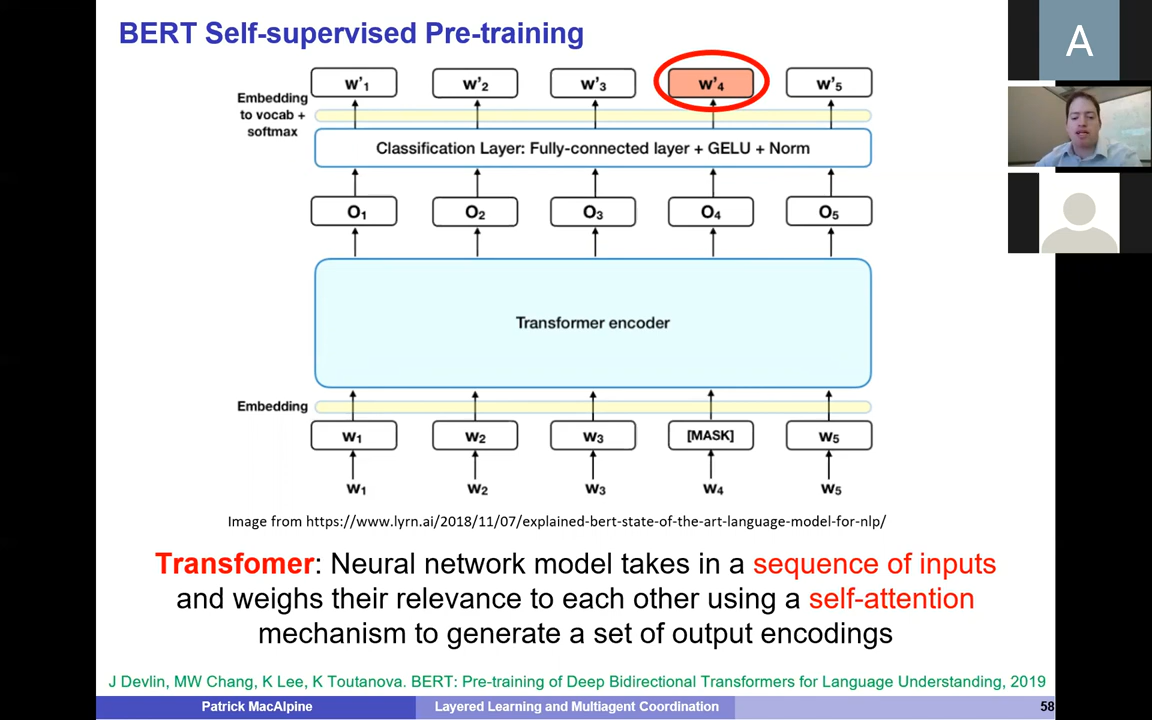 BERT Self-supervised Pre-training
A
w'1 w'2 w'3 w'4 w'5
Embedding
to vocab +
softmax
Classification Layer: Fully-connected layer + GELU + Norm
O1 O2 O3 O4 O5
Transformer encoder
Embedding
W1 W2 W3 [MASK] W5
W1 W2 W3 W4 W5
Image from https://www.lyrn.ai/2018/11/07/explained-bert-state-of-the-art-language-model-for-nlp/
Transfomer: Neural network model takes in a sequence of inputs
and weighs their relevance to each other using a self-attention
mechanism to generate a set of output encodings
J Devlin, MW Chang, K Lee, K Toutanova. BERT: Pre-training of Deep Bidirectional Transformers for Language Understanding, 2019
Patrick MacAlpine Layered Learning and Multiagent Coordination 58